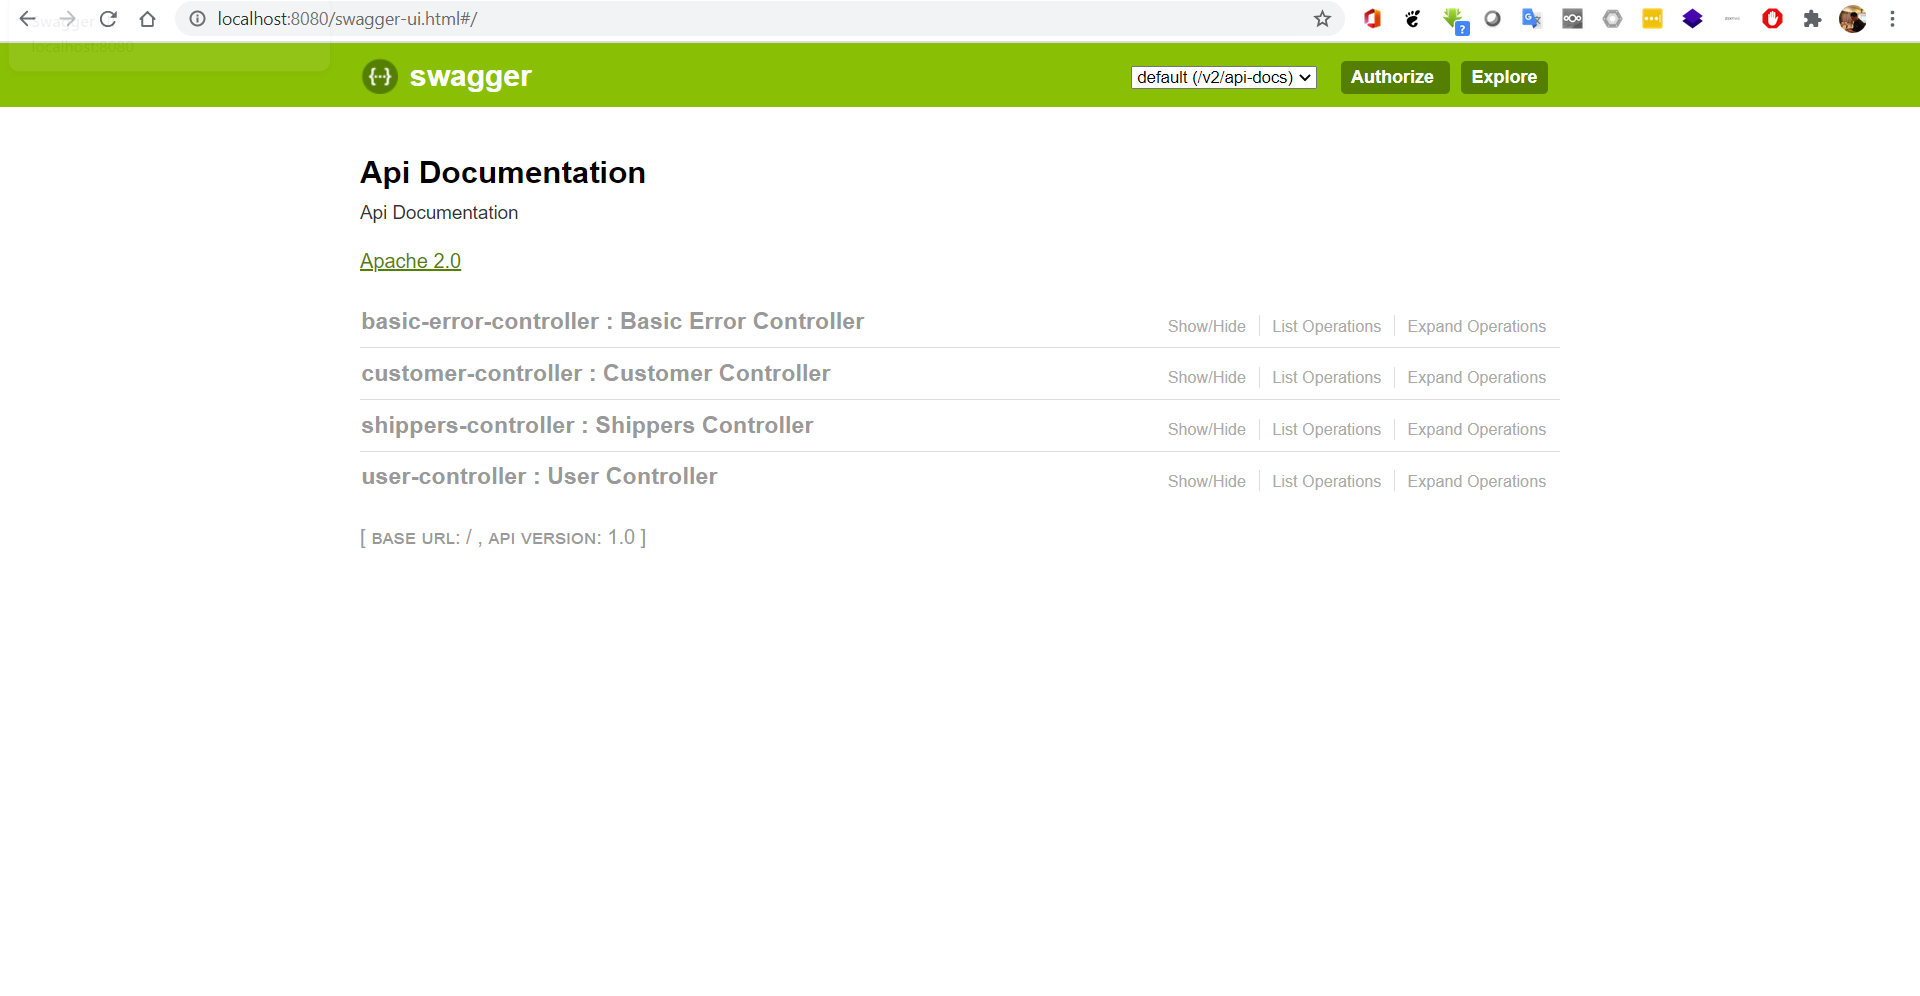 localhost:8080/swagger-ui.html#/
Swagger
localhost:8080
swagger
default (/v2/api-docs)
Authorize
Explore
Api Documentation
Api Documentation
Apache 2.0
basic-error-controller : Basic Error Controller
Show/Hide
List Operations
Expand Operations
customer-controller : Customer Controller
Show/Hide
List Operations
Expand Operations
shippers-controller : Shippers Controller
Show/Hide
List Operations
Expand Operations
user-controller : User Controller
Show/Hide
List Operations
Expand Operations
[ BASE URL: / , API VERSION: 1.0 ]